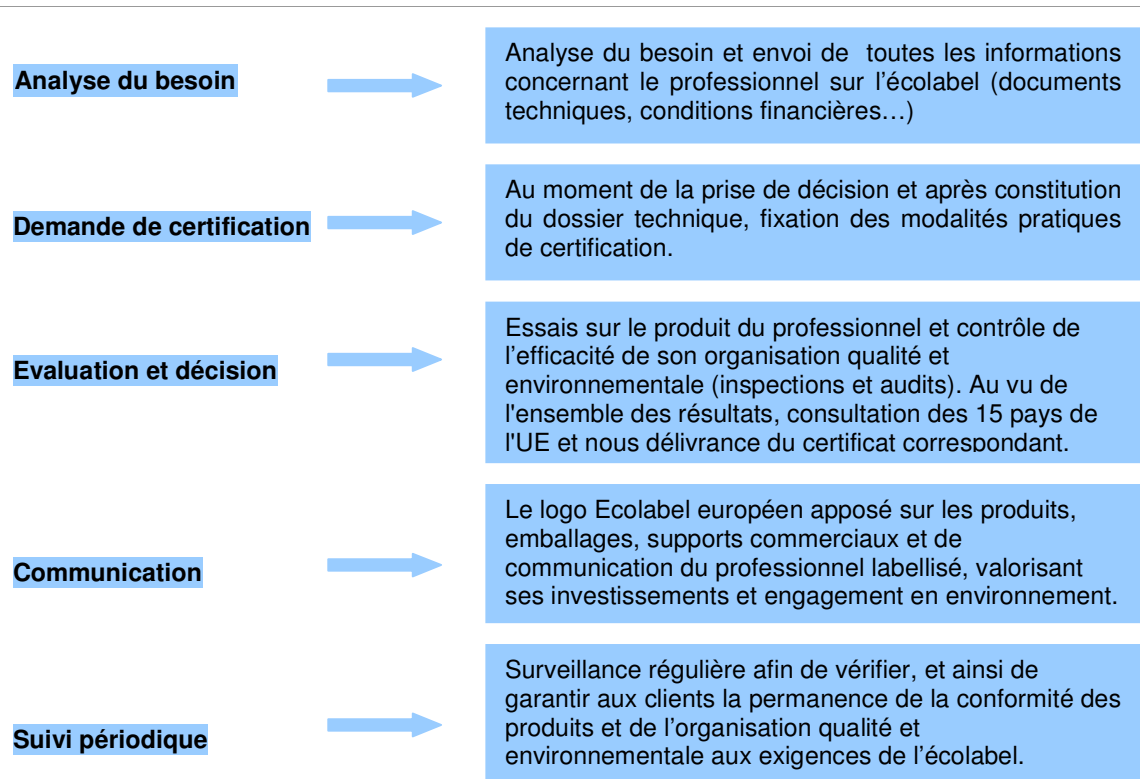 Analyse du besoin
Analyse du besoin et envoi de toutes les informations
concernant le professionnel sur l'écolabel (documents
techniques, conditions financières…)
Demande de certification
Au moment de la prise de décision et après constitution
du dossier technique, fixation des modalités pratiques
de certification.
Evaluation et décision
Essais sur le produit du professionnel et contrôle de
l'efficacité de son organisation qualité et
environnementale (inspections et audits). Au vu de
l'ensemble des résultats, consultation des 15 pays de
l'UE et nous délivrance du certificat correspondant.
Communication
Le logo Ecolabel européen apposé sur les produits,
emballages, supports commerciaux et de
communication du professionnel labellisé, valorisant
ses investissements et engagement en environnement.
Suivi périodique
Surveillance régulière afin de vérifier, et ainsi de
garantir aux clients la permanence de la conformité des
produits et de l'organisation qualité et
environnementale aux exigences de l'écolabel.